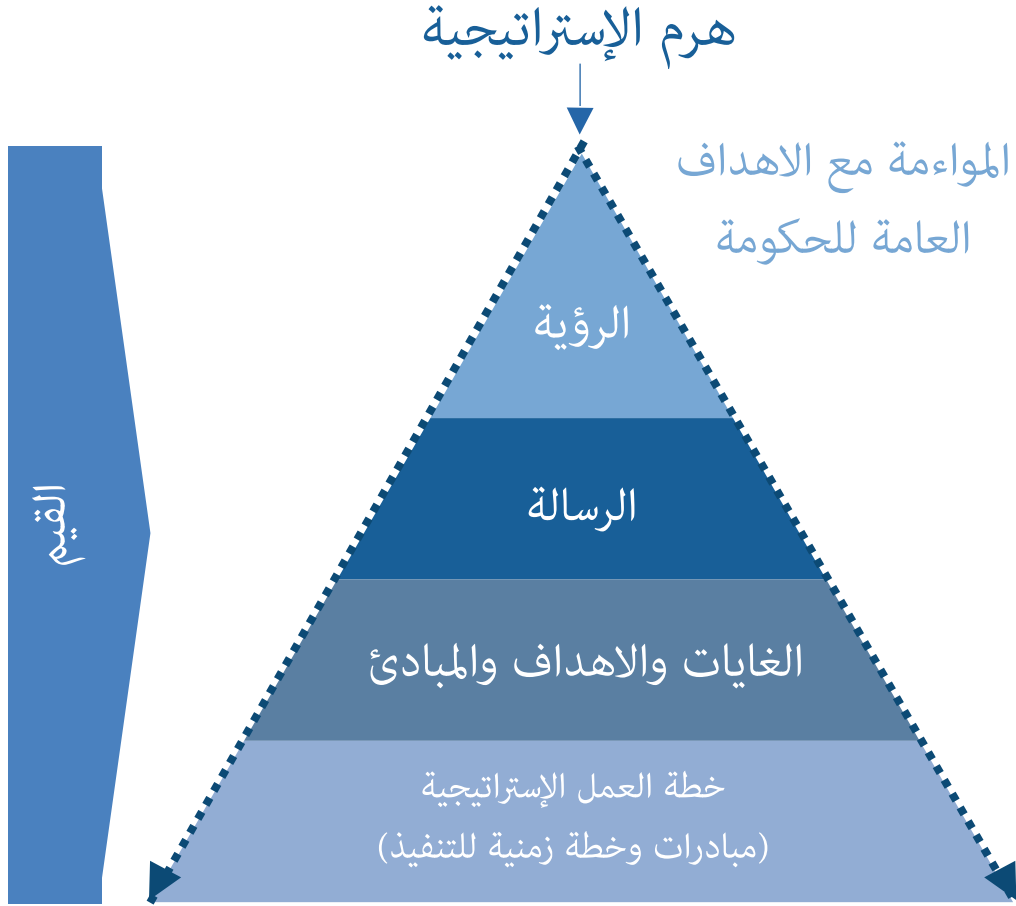 هرم الإستراتيجية
المواءمة مع الاهداف
العامة للحكومة
الرؤية
الرسالة
القيم
الغايات والاهداف والمبادئ
خطة العمل الإستراتيجية
(مبادرات وخطة زمنية للتنفيذ)